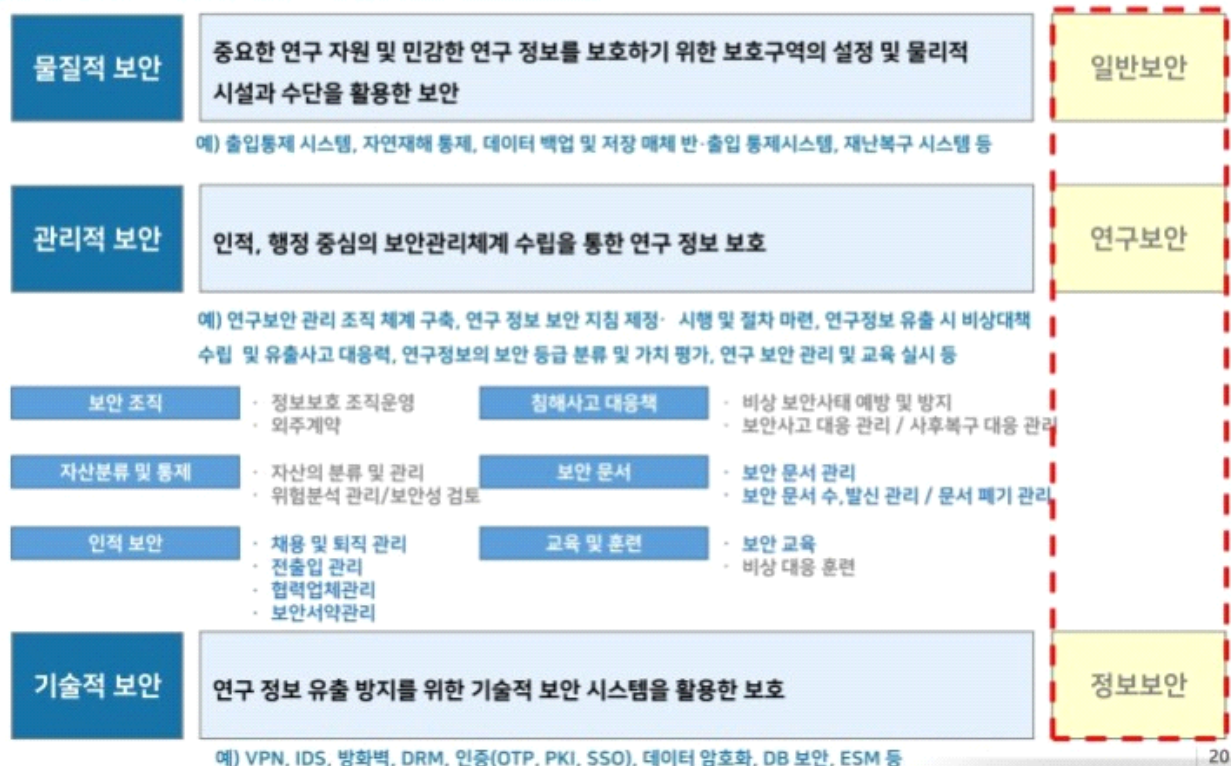 물질적 보안
중요한 연구 자원 및 민감한 연구 정보를 보호하기 위한 보호구역의 설정 및 물리적
시설과 수단을 활용한 보안
일반보안
예) 출입통제 시스템, 자연재해 통제, 데이터 백업 및 저장 매체 반·출입 통제시스템, 재난복구 시스템 등
관리적 보안
인적, 행정 중심의 보안관리체계 수립을 통한 연구 정보 보호
연구보안
예) 연구보안 관리 조직 체계 구축, 연구 정보 보안 지침 제정· 시행 및 절차 마련, 연구정보 유출 시 비상대책
수립 및 유출사고 대응력, 연구정보의 보안 등급 분류 및 가치 평가, 연구 보안 관리 및 교육 실시 등
보안 조직
· 정보보호 조직운영
· 외주계약
침해사고 대응책
· 비상 보안사태 예방 및 방지
· 보안사고 대응 관리 / 사후복구 대응 관리
자산분류 및 통제
· 자산의 분류 및 관리
· 위험분석 관리/보안성 검토
보안 문서
· 보안 문서 관리
· 보안 문서 수,발신 관리 / 문서 폐기 관리
인적 보안
· 채용 및 퇴직 관리
· 전출입 관리
· 협력업체관리
· 보안서약관리
교육 및 훈련
· 보안 교육
· 비상 대응 훈련
기술적 보안
연구 정보 유출 방지를 위한 기술적 보안 시스템을 활용한 보호
정보보안
예) VPN, IDS, 방화벽, DRM, 인증(OTP, PKI, SSO), 데이터 암호화, DB 보안, ESM 등
20